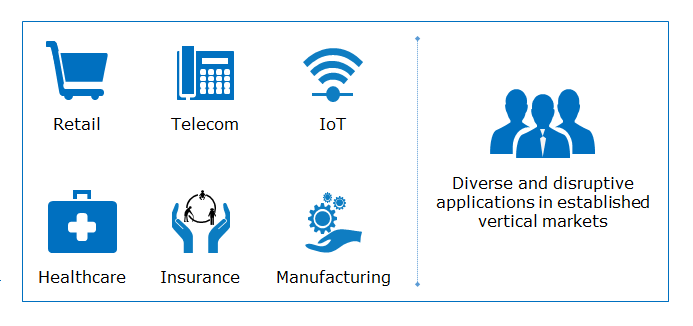 Retail
Telecom
IoT
Healthcare
Insurance
Manufacturing
Diverse and disruptive
applications in established
vertical markets